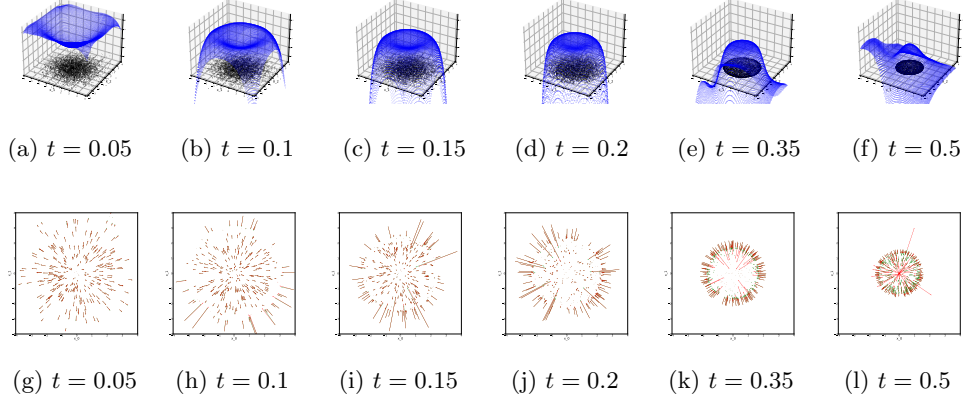 (a) t = 0.05 (b) t = 0.1 (c) t = 0.15 (d) t = 0.2 (e) t = 0.35 (f) t = 0.5
(g) t = 0.05 (h) t = 0.1 (i) t = 0.15 (j) t = 0.2 (k) t = 0.35 (l) t = 0.5